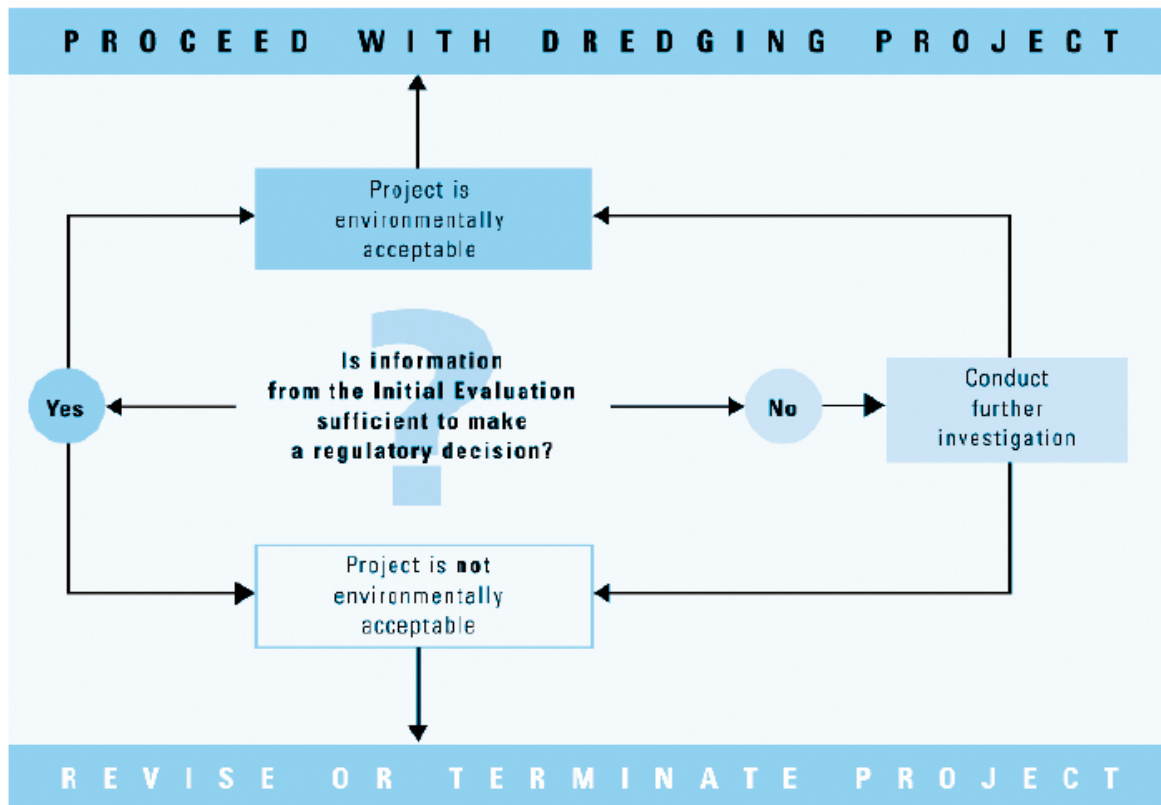 PROCEED WITH DREDGING PROJECT
Project is
environmentally
acceptable
Is information
from the Initial Evaluation
sufficient to make
a regulatory decision?
?
Yes
No
Conduct
further
investigation
Project is not
environmentally
acceptable
REVISE OR TERMINATE PROJECT